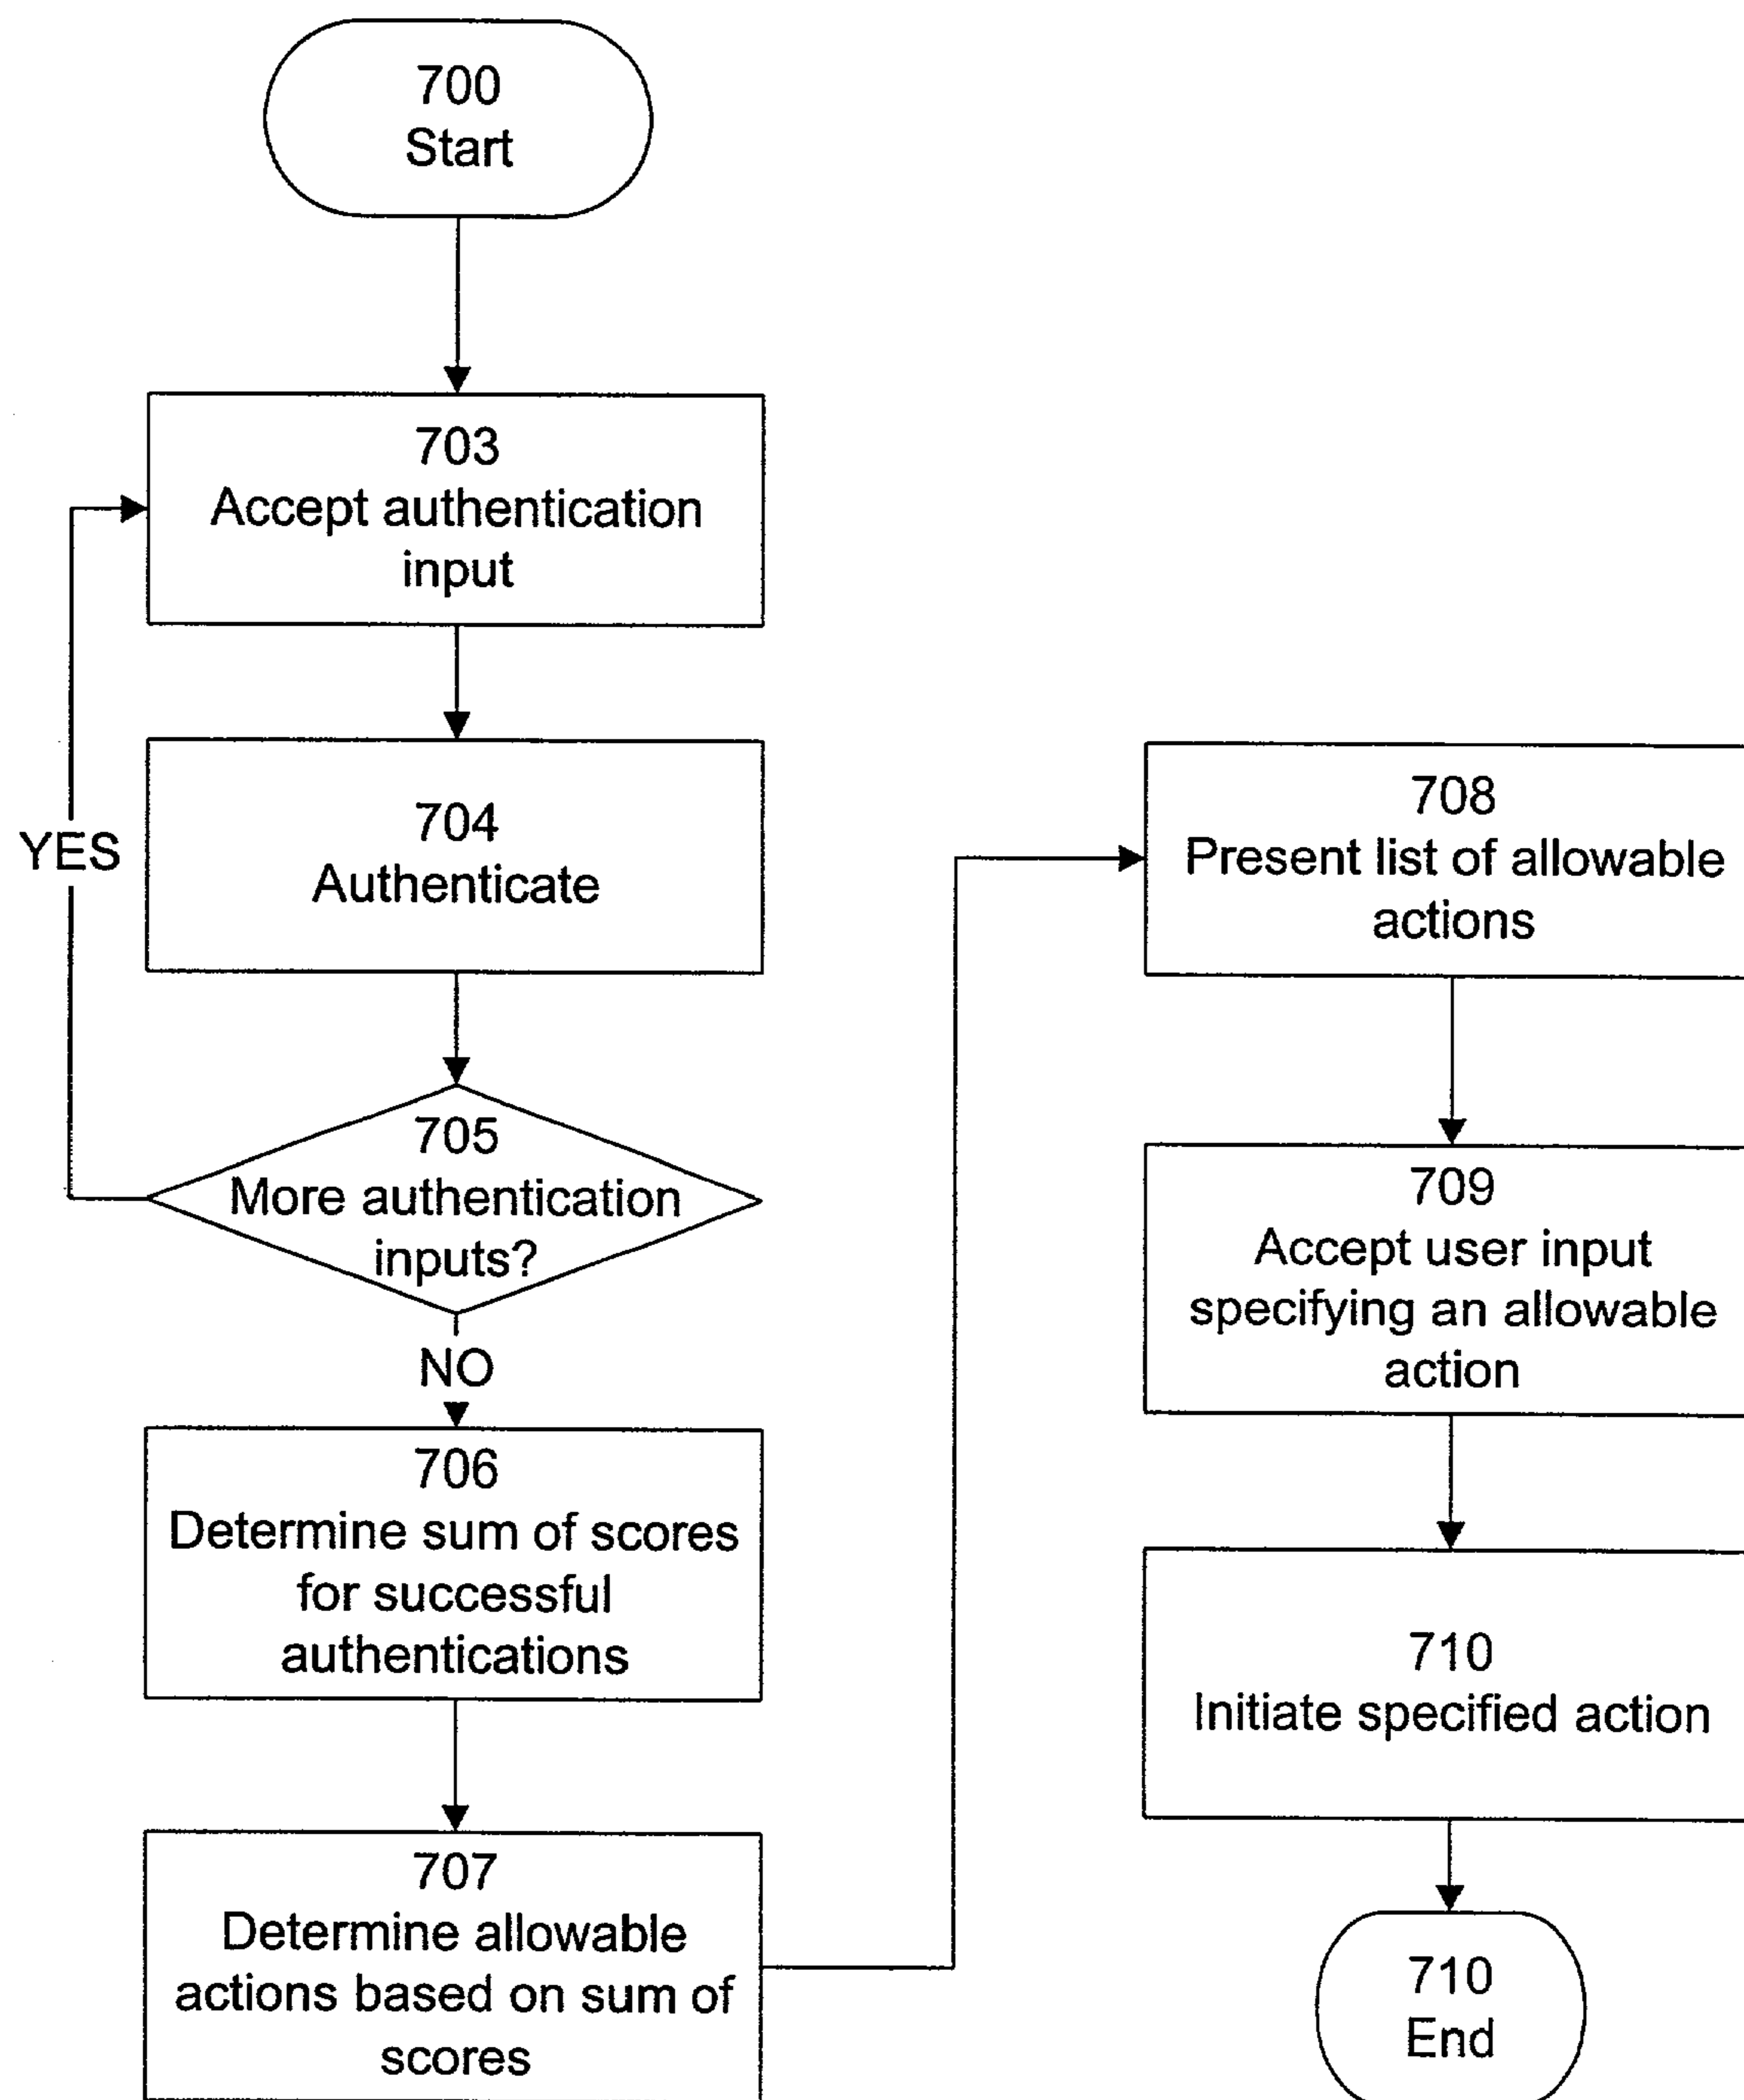 700
Start
703
Accept authentication
input
704
Authenticate
YES
705
More authentication
inputs?
NO
706
Determine sum of scores
for successful
authentications
707
Determine allowable
actions based on sum of
scores
708
Present list of allowable
actions
709
Accept user input
specifying an allowable
action
710
Initiate specified action
710
End